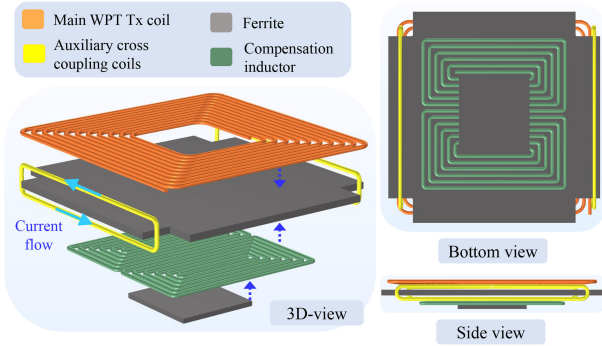 Main WPT Tx coil
Auxiliary cross
coupling coils
Ferrite
Compensation
inductor
Current
flow
3D-view
Bottom view
Side view